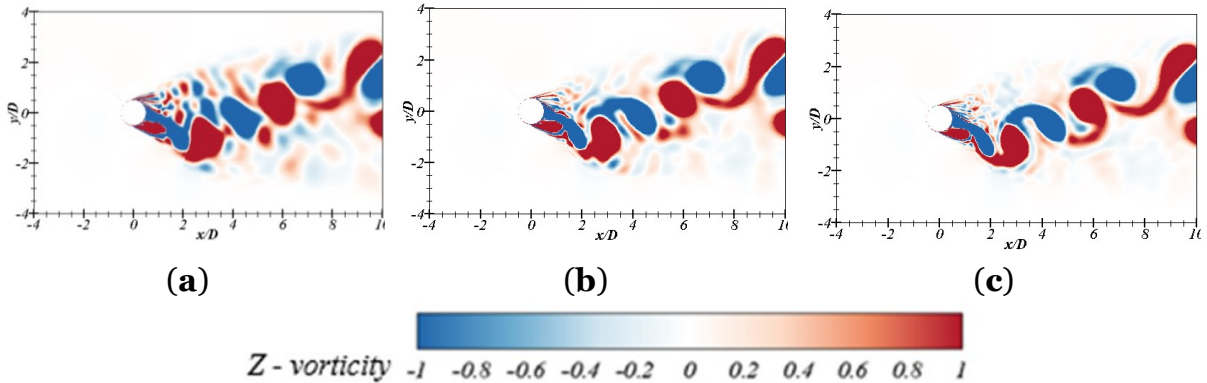 4 4 4
2 2 2
y/D 0 y/D 0 y/D 0
-2 -2 -2
-4 -4 -4
-4 -2 0 2 4 6 8 -4 -2 0 2 4 6 8 -4 -2 0 2 4 6 8
x/D x/D x/D
(a) (b) (c)
Z - vorticity -1 -0.8 -0.6 -0.4 -0.2 0 0.2 0.4 0.6 0.8 1